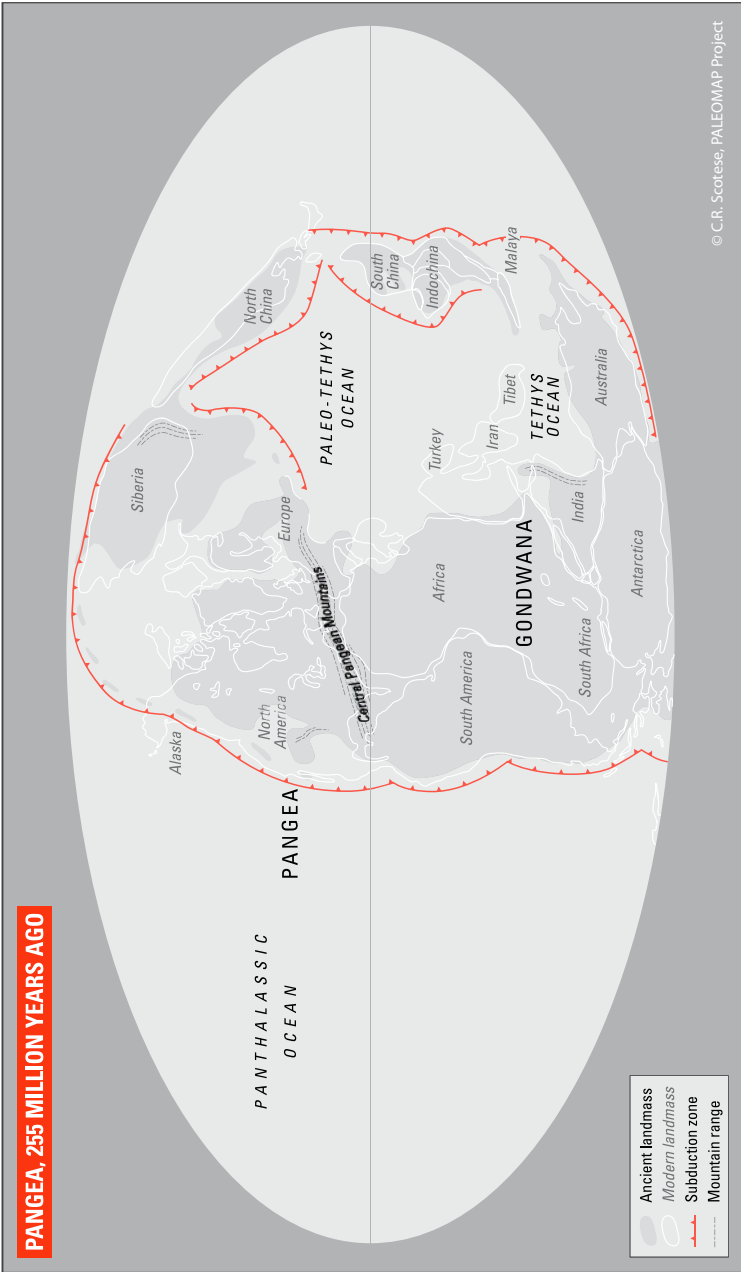 PANGEA, 255 MILLION YEARS AGO
Alaska
Siberia
North
China
North
America
Europe
PANTHALASSIC
OCEAN
PANGEA
Central Pangean Mountains
PALEO-TETHYS
OCEAN
South
China
Indochina
Malaya
Turkey
Iran
Tibet
TETHYS
OCEAN
Africa
South America
GONDWANA
India
South Africa
Australia
Antarctica
Ancient landmass
Modern landmass
Subduction zone
Mountain range
© C.R. Scotese, PALEOMAP Project